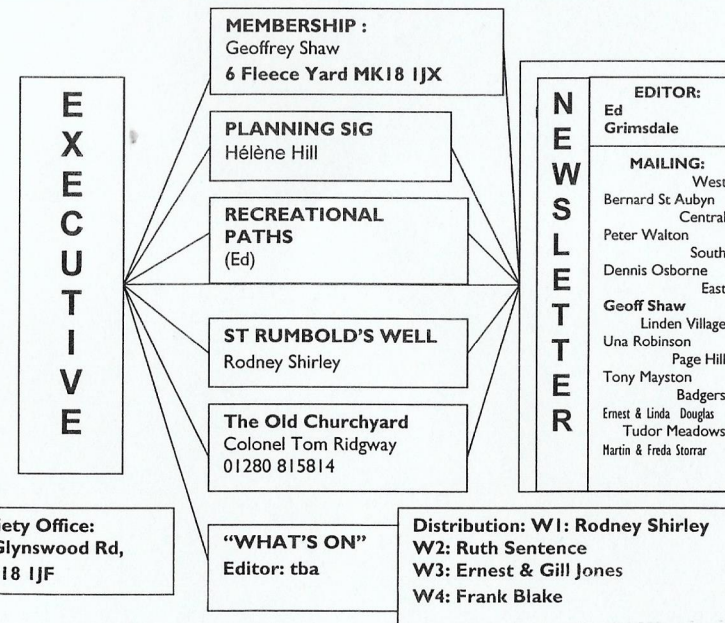 EXECUTIVE
MEMBERSHIP :
Geoffrey Shaw
6 Fleece Yard MK18 1JX
PLANNING SIG
Hélène Hill
RECREATIONAL
PATHS
(Ed)
ST RUMBOLD'S WELL
Rodney Shirley
The Old Churchyard
Colonel Tom Ridgway
01280 815814
"WHAT'S ON"
Editor: tba
NEWSLETTER
EDITOR:
Ed
Grimsdale
MAILING:
West
Bernard St Aubyn
Central
Peter Walton
South
Dennis Osborne
East
Geoff Shaw
Linden Village
Una Robinson
Page Hill
Tony Mayston
Badgers
Ernest & Linda Douglas
Tudor Meadows
Martin & Freda Storrar
iety Office:
Glynswood Rd,
18 1JF
Distribution: W1: Rodney Shirley
W2: Ruth Sentence
W3: Ernest & Gill Jones
W4: Frank Blake